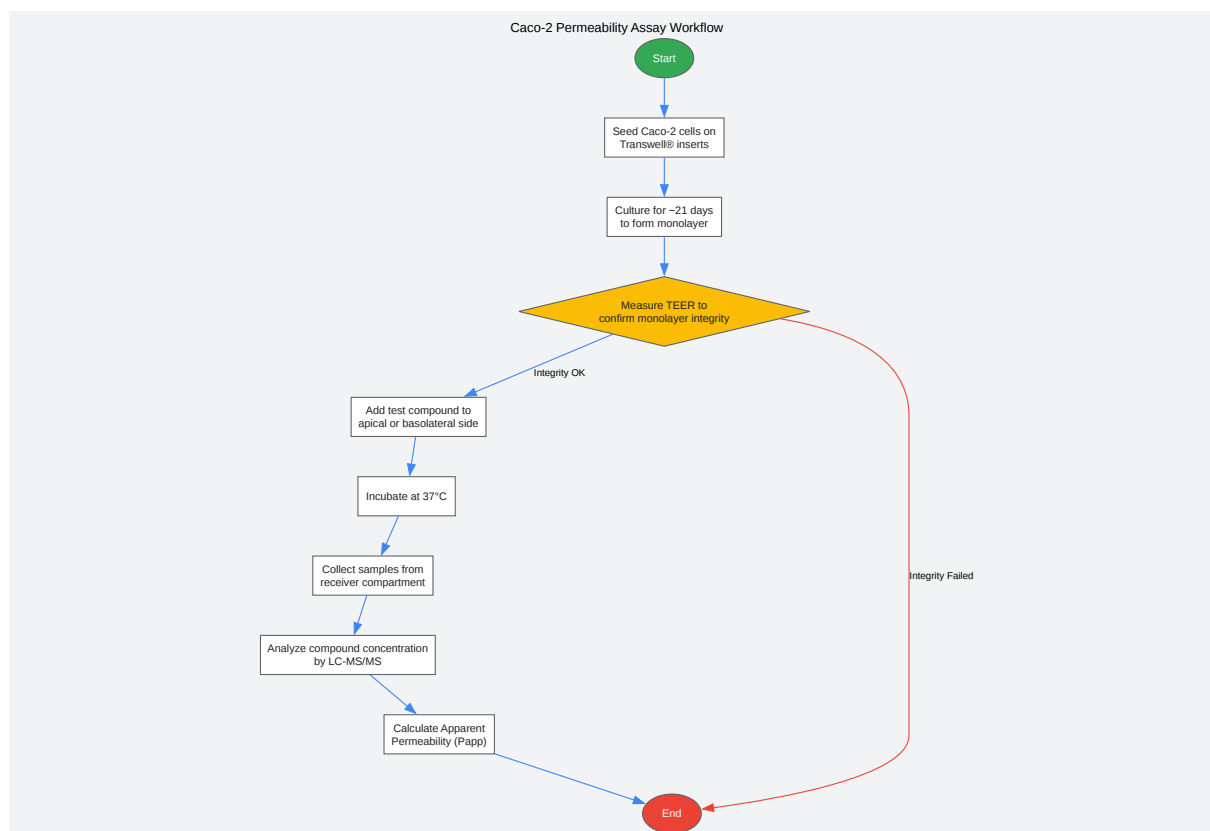 Caco-2 Permeability Assay Workflow
Start
Seed Caco-2 cells on
Transwell® inserts
Culture for ~21 days
to form monolayer
Measure TEER to
confirm monolayer integrity
Integrity OK
Add test compound to
apical or basolateral side
Incubate at 37°C
Collect samples from
receiver compartment
Integrity Failed
Analyze compound concentration
by LC-MS/MS
Calculate Apparent
Permeability (Papp)
End